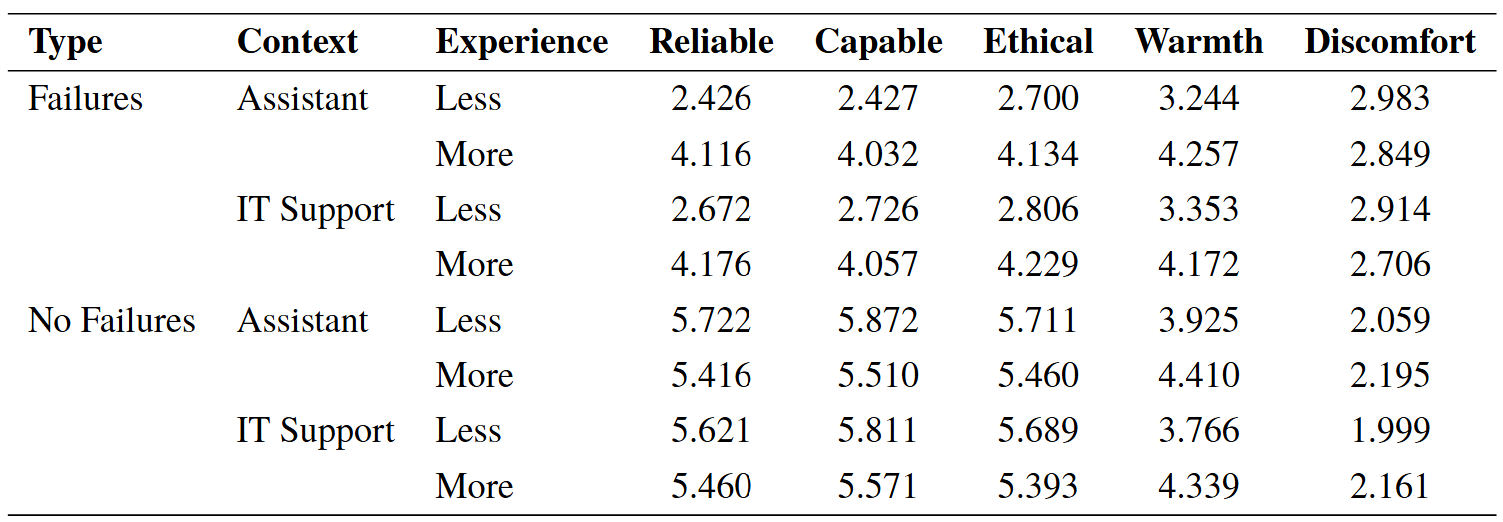 Type Context Experience Reliable Capable Ethical Warmth Discomfort
Failures Assistant Less 2.426 2.427 2.700 3.244 2.983
More 4.116 4.032 4.134 4.257 2.849
IT Support Less 2.672 2.726 2.806 3.353 2.914
More 4.176 4.057 4.229 4.172 2.706
No Failures Assistant Less 5.722 5.872 5.711 3.925 2.059
More 5.416 5.510 5.460 4.410 2.195
IT Support Less 5.621 5.811 5.689 3.766 1.999
More 5.460 5.571 5.393 4.339 2.161